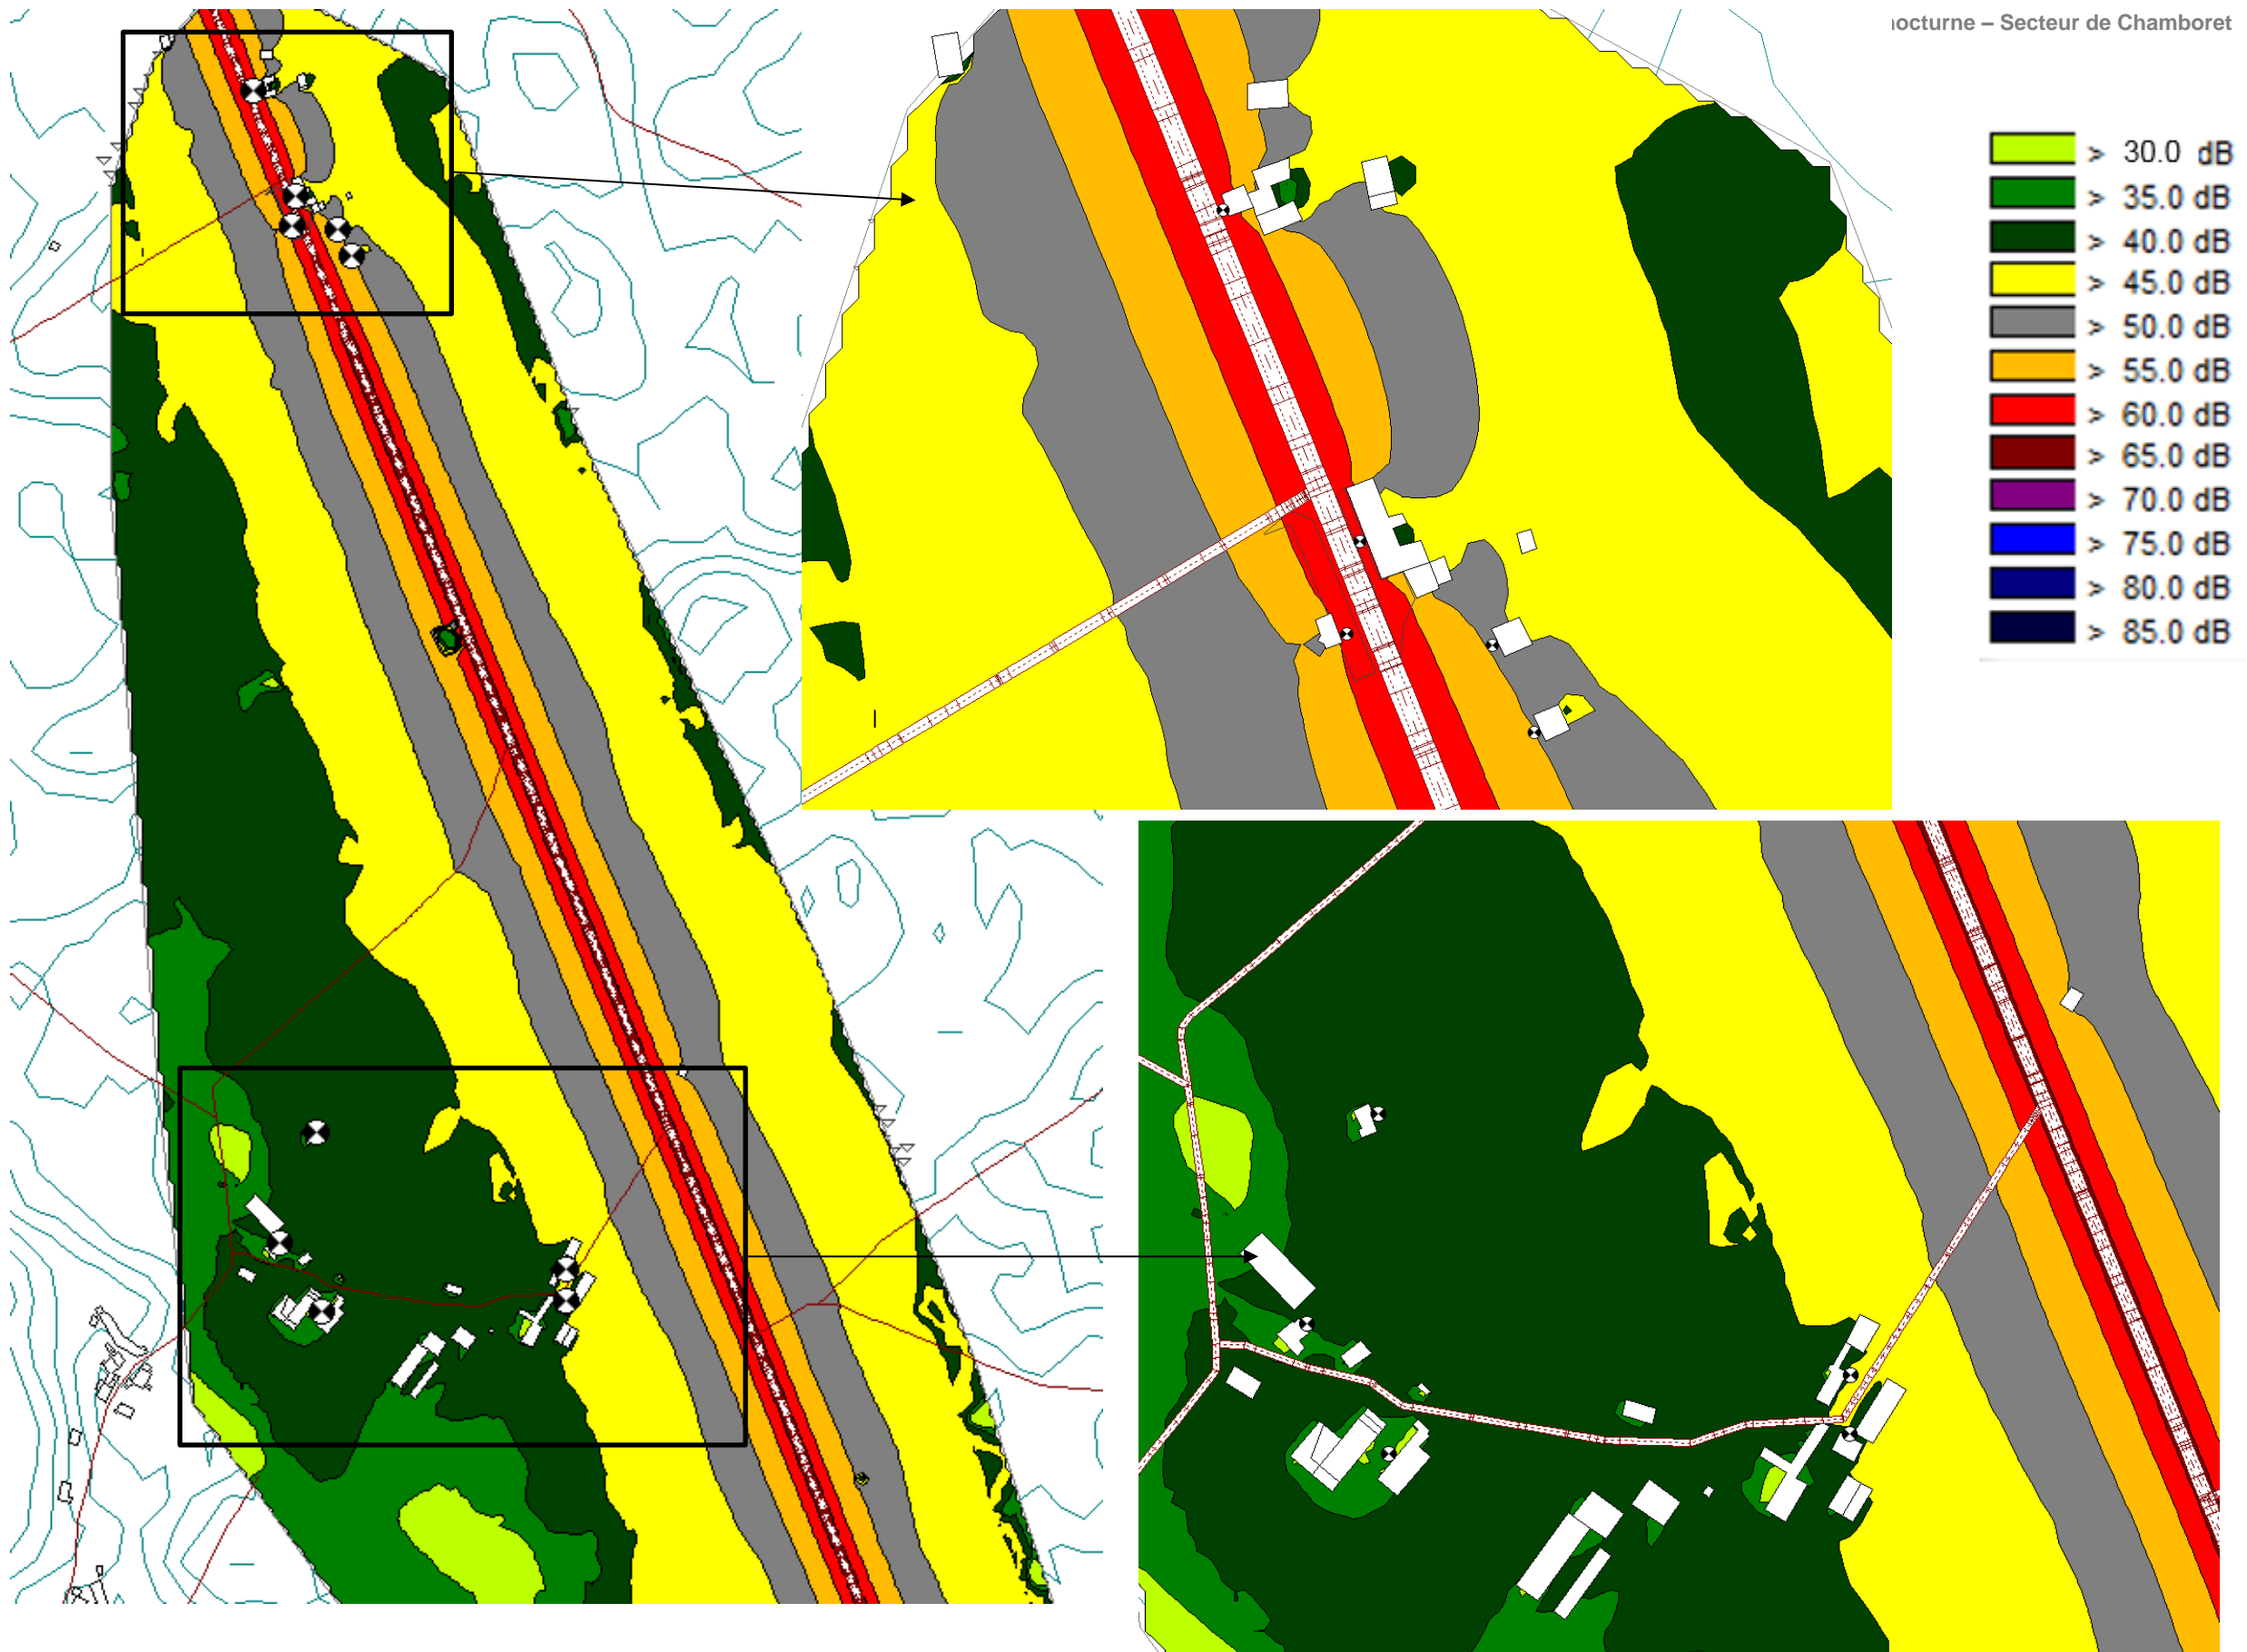 nocturne – Secteur de Chamboret
> 30.0 dB
> 35.0 dB
> 40.0 dB
> 45.0 dB
> 50.0 dB
> 55.0 dB
> 60.0 dB
> 65.0 dB
> 70.0 dB
> 75.0 dB
> 80.0 dB
> 85.0 dB